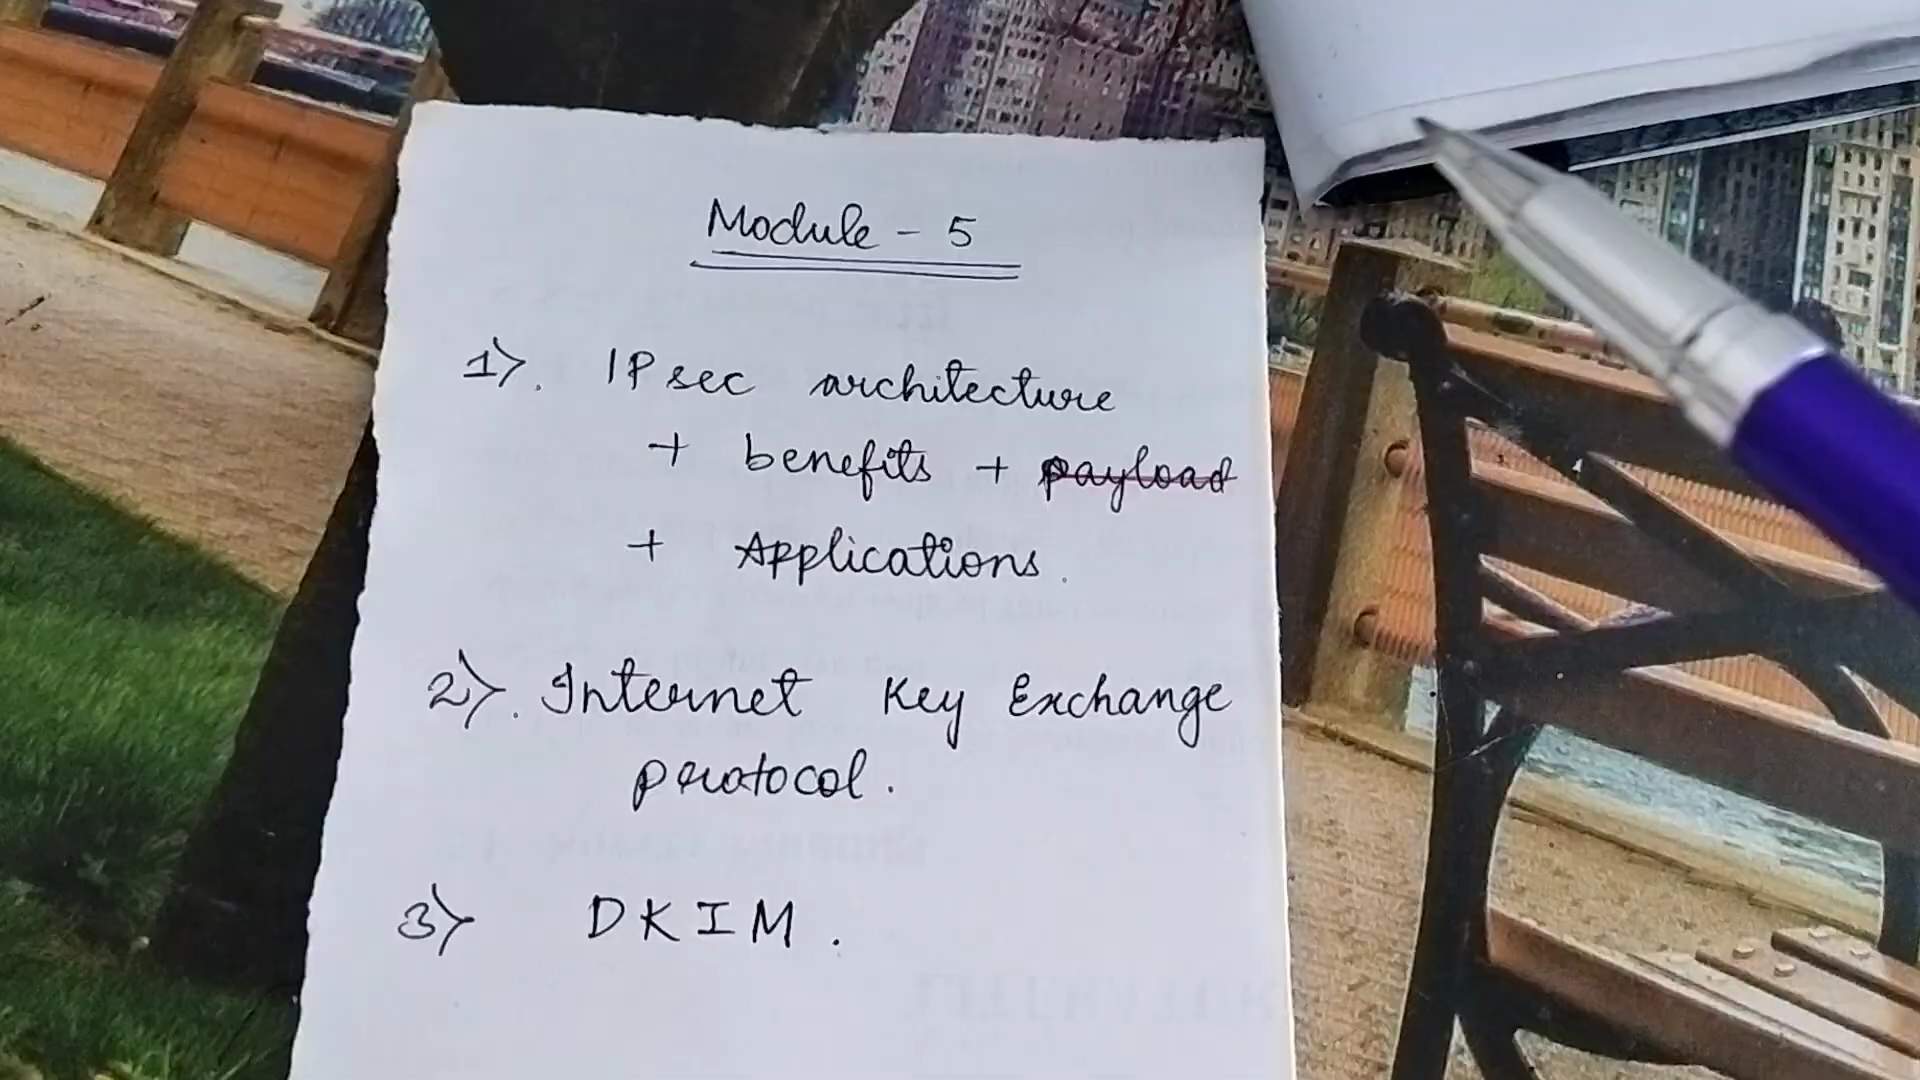 Module - 5
1). IPsec architecture
+ benefits + payload
+ Applications.
2). Internet Key Exchange
protocol.
3) DKIM.